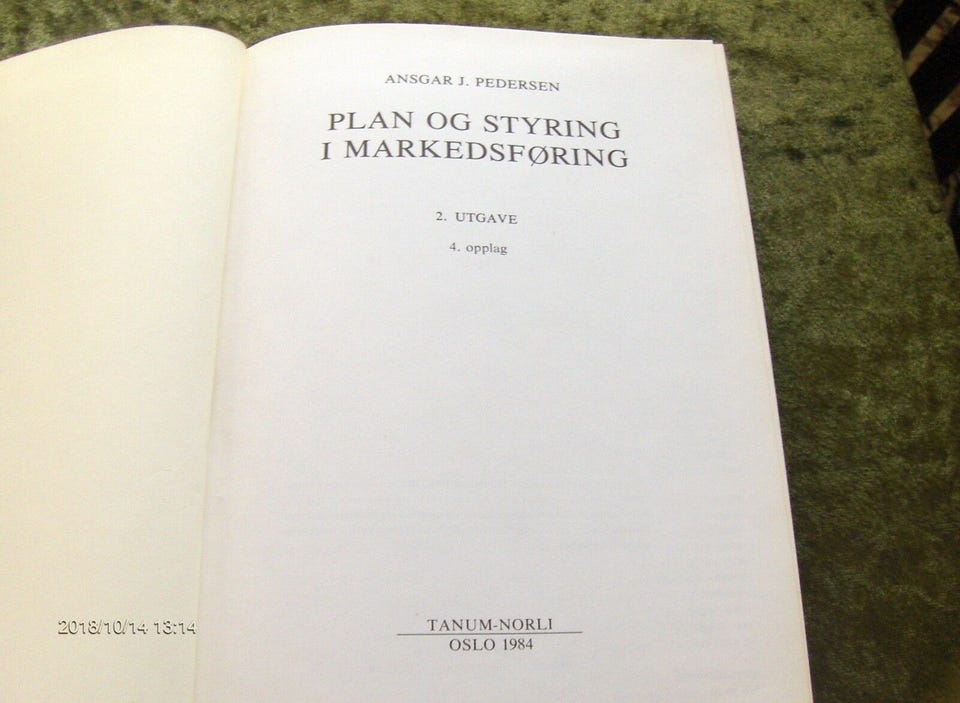 ANSGAR J. PEDERSEN
PLAN OG STYRING
I MARKEDSFØRING
2. UTGAVE
4. opplag
TANUM-NORLI
OSLO 1984
2018/10/14 13:14